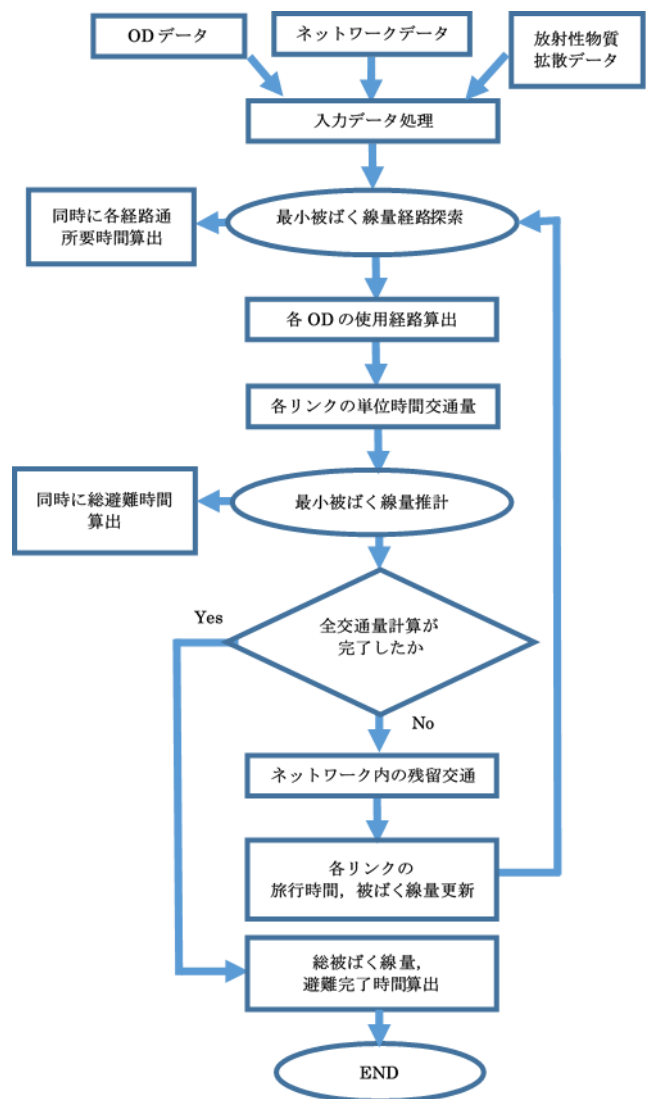 OD データ
ネットワークデータ
放射性物質
拡散データ
入力データ処理
同時に各経路通
所要時間算出
最小被ばく線量経路探索
各 OD の使用経路算出
各リンクの単位時間交通量
同時に総避難時間
算出
最小被ばく線量推計
Yes
全交通量計算が
完了したか
No
ネットワーク内の残留交通
各リンクの
旅行時間，被ばく線量更新
総被ばく線量，
避難完了時間算出
END